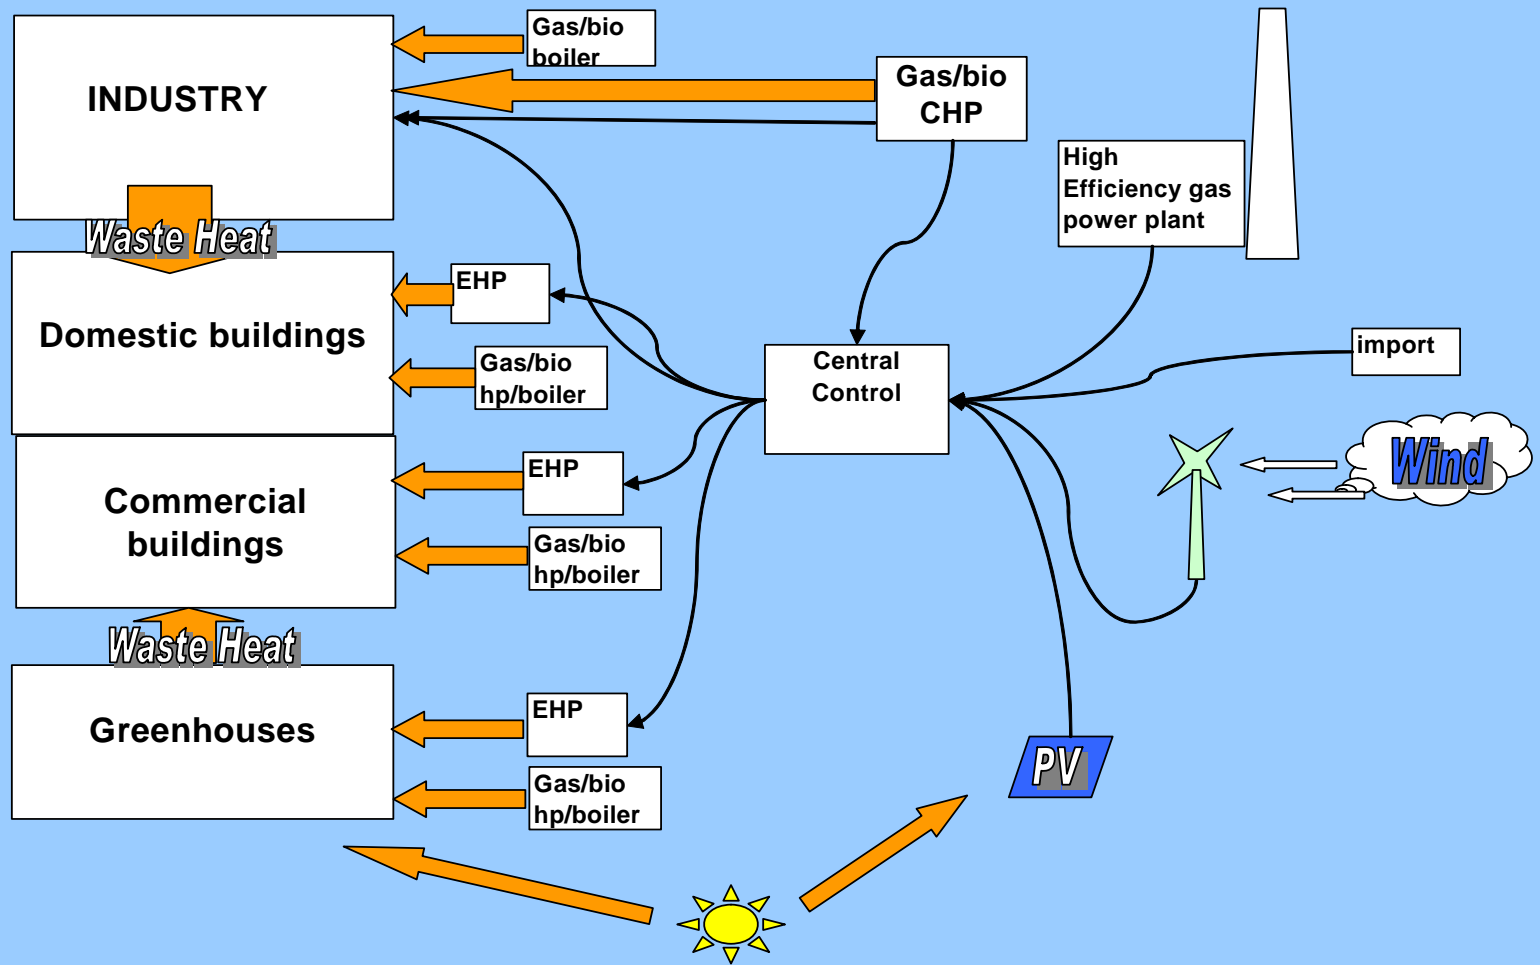 Gas/bio
boiler
INDUSTRY
Gas/bio
CHP
High
Efficiency gas
power plant
Waste Heat
EHP
Domestic buildings
Gas/bio
hp/boiler
Central
Control
import
Wind
EHP
Commercial
buildings
Gas/bio
hp/boiler
Waste Heat
EHP
Greenhouses
Gas/bio
hp/boiler
PV